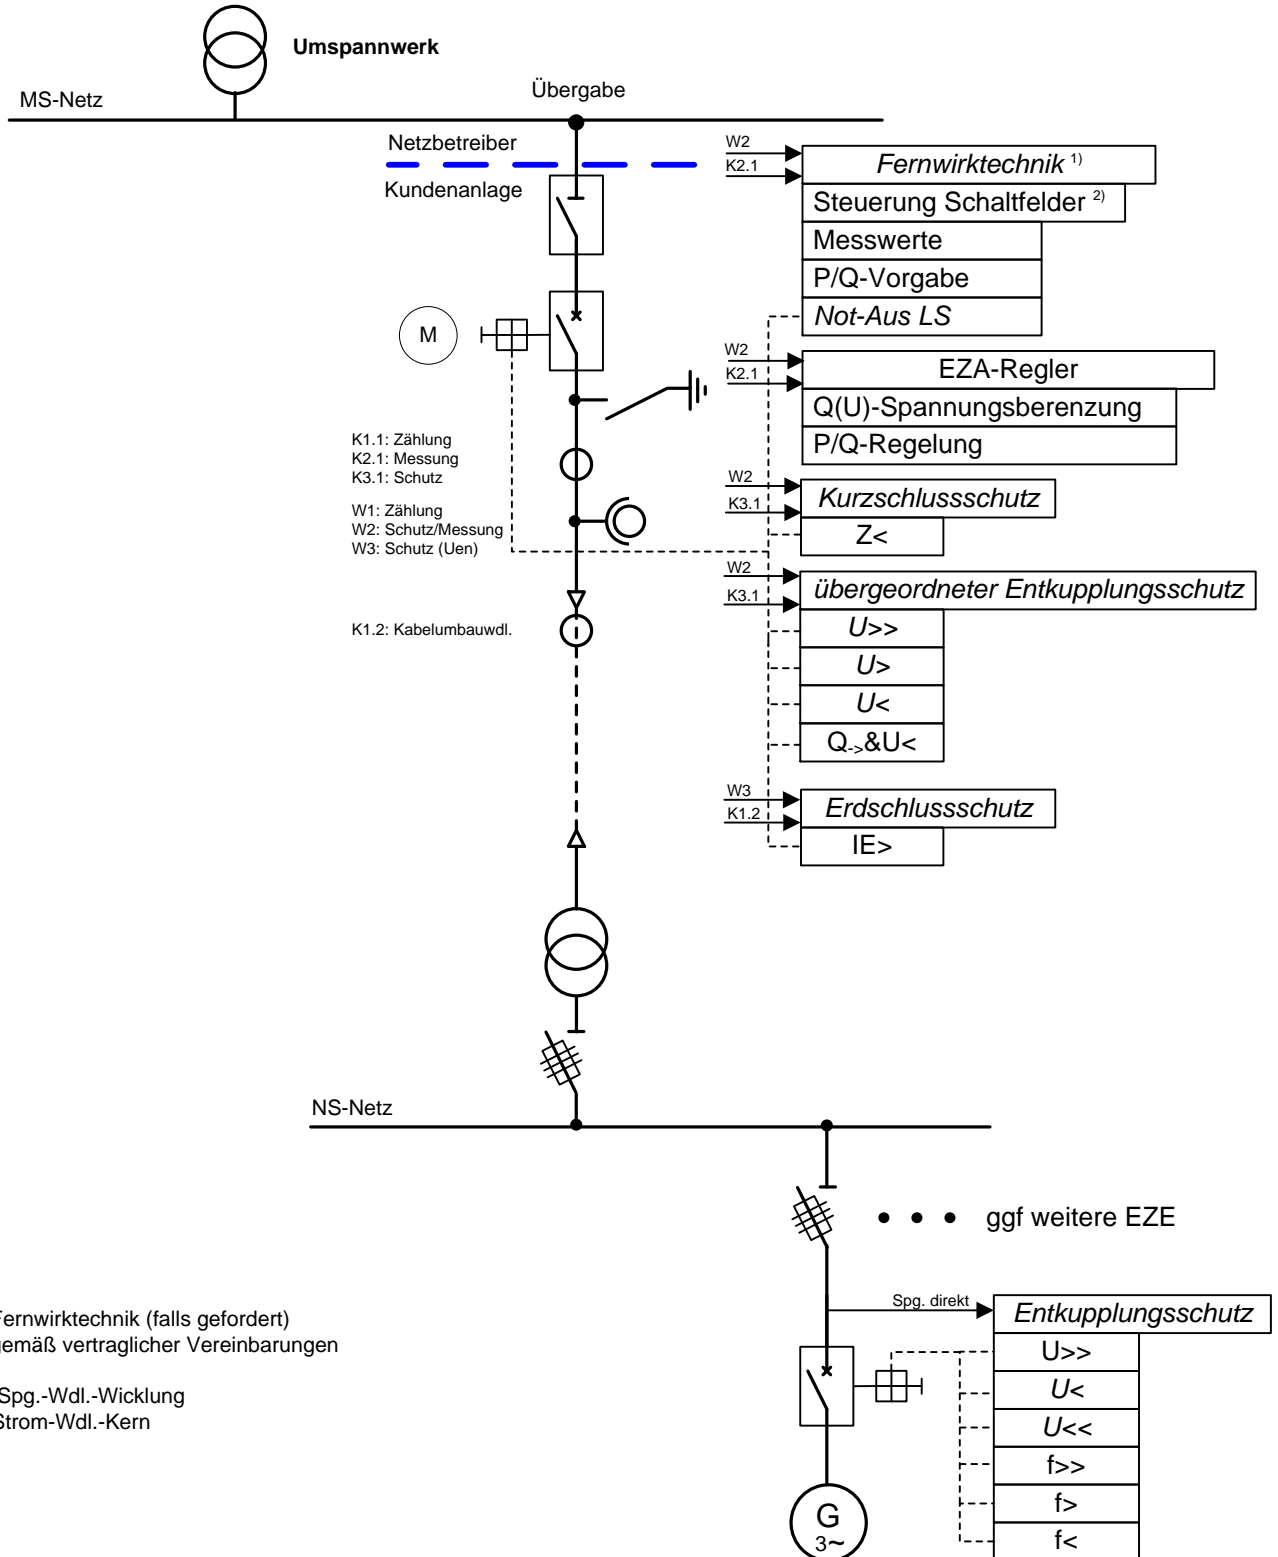 Umspannwerk
MS-Netz
Übergabe
Netzbetreiber
Kundenanlage
M
K1.1: Zählung
K2.1: Messung
K3.1: Schutz
W1: Zählung
W2: Schutz/Messung
W3: Schutz (Uen)
K1.2: Kabelumbauwdl.
W2
K2.1
Fernwirktechnik 1)
Steuerung Schaltfelder 2)
Messwerte
P/Q-Vorgabe
Not-Aus LS
W2
K2.1
EZA-Regler
Q(U)-Spannungsberenzung
P/Q-Regelung
W2
K3.1
Kurzschlussschutz
Z<
W2
K3.1
übergeordneter Entkupplungsschutz
U>>
U>
U<
Q->&U<
W3
K1.2
Erdschlussschutz
IE>
NS-Netz
ggf weitere EZE
Spg. direkt
Entkupplungsschutz
U>>
U<
U<<
f>>
f>
f<
G
3~
Fernwirktechnik (falls gefordert)
gemäß vertraglicher Vereinbarungen
Spg.-Wdl.-Wicklung
Strom-Wdl.-Kern